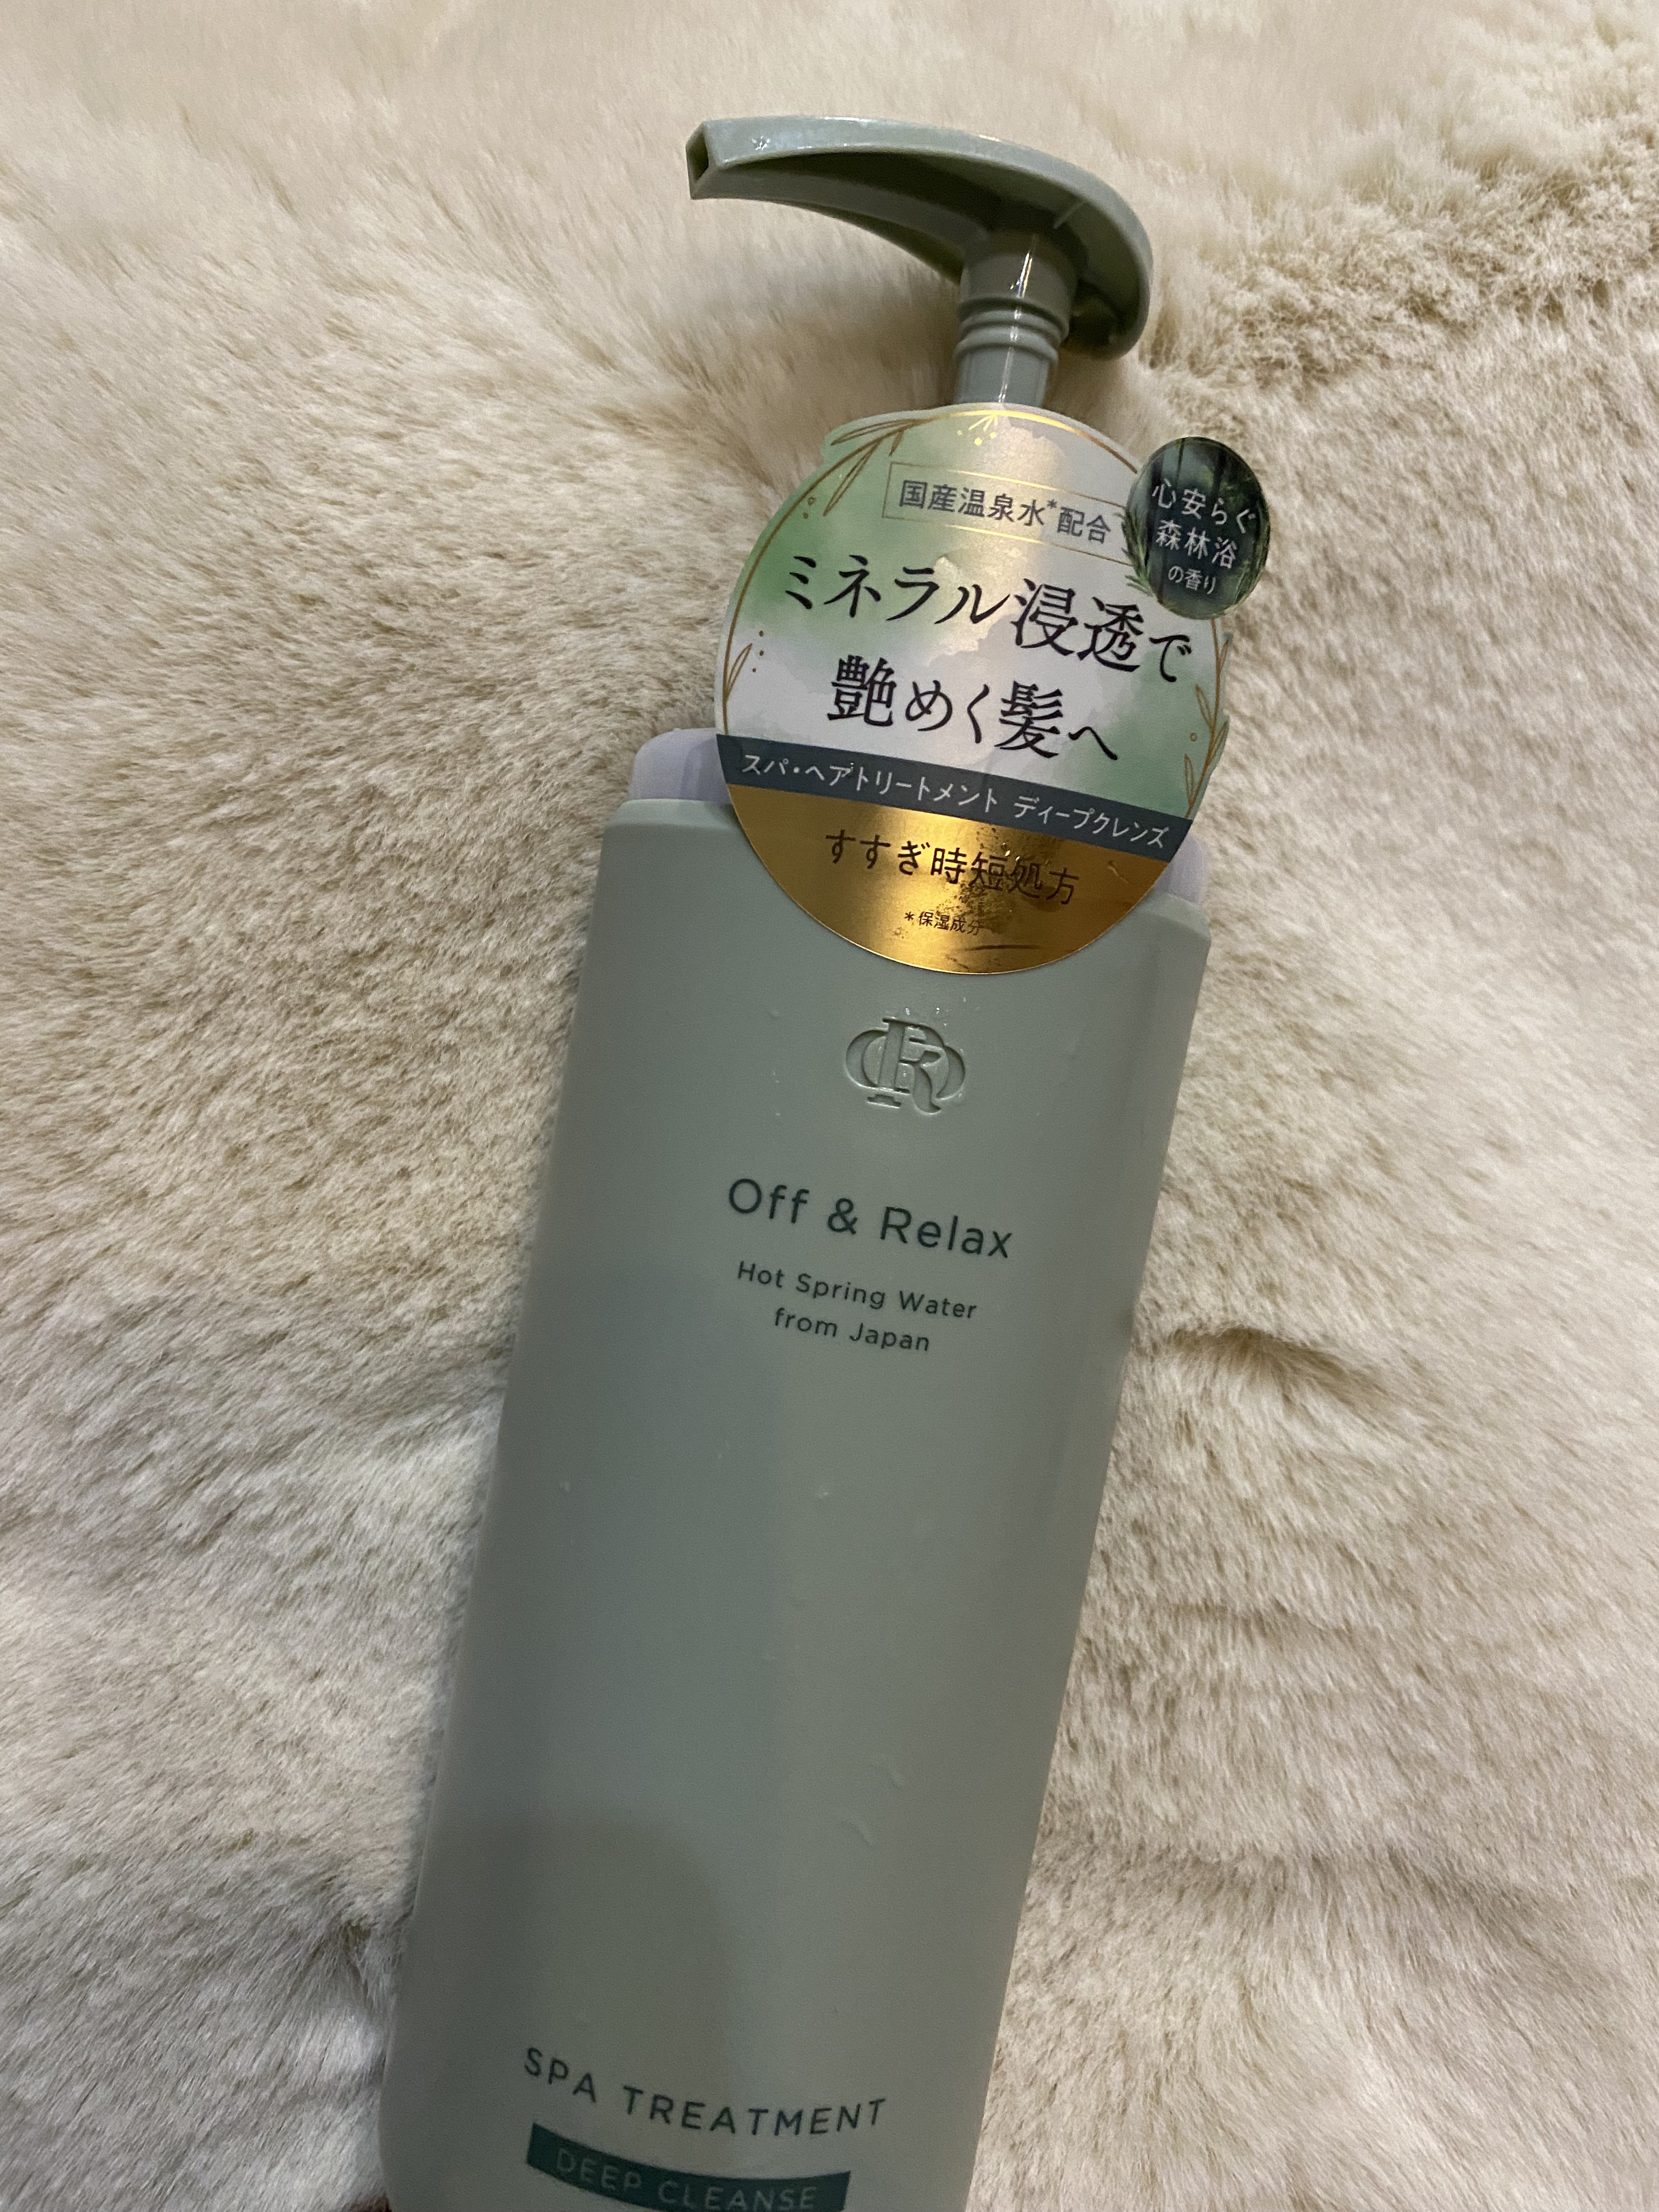 国産温泉水*配合
心安らぐ
森林浴
の香り
ミネラル浸透で
艶めく髪へ
スパ・ヘアトリートメント ディープクレンズ
すすぎ時短処方
*保湿成分
OR
Off & Relax
Hot Spring Water
from Japan
SPA TREATMENT
DEEP CLEANSE